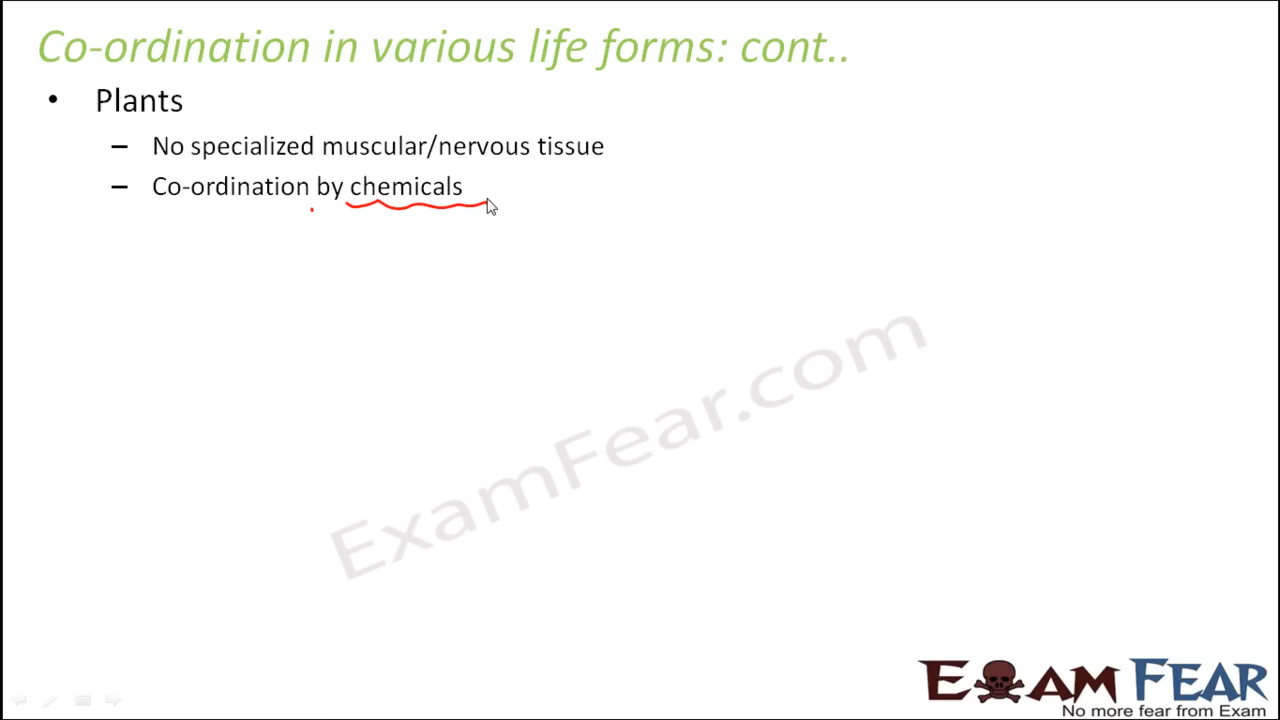 Co-ordination in various life forms: cont..
• Plants
– No specialized muscular/nervous tissue
– Co-ordination by chemicals
ExamFear.com
EXAM FEAR
No more fear from Exam